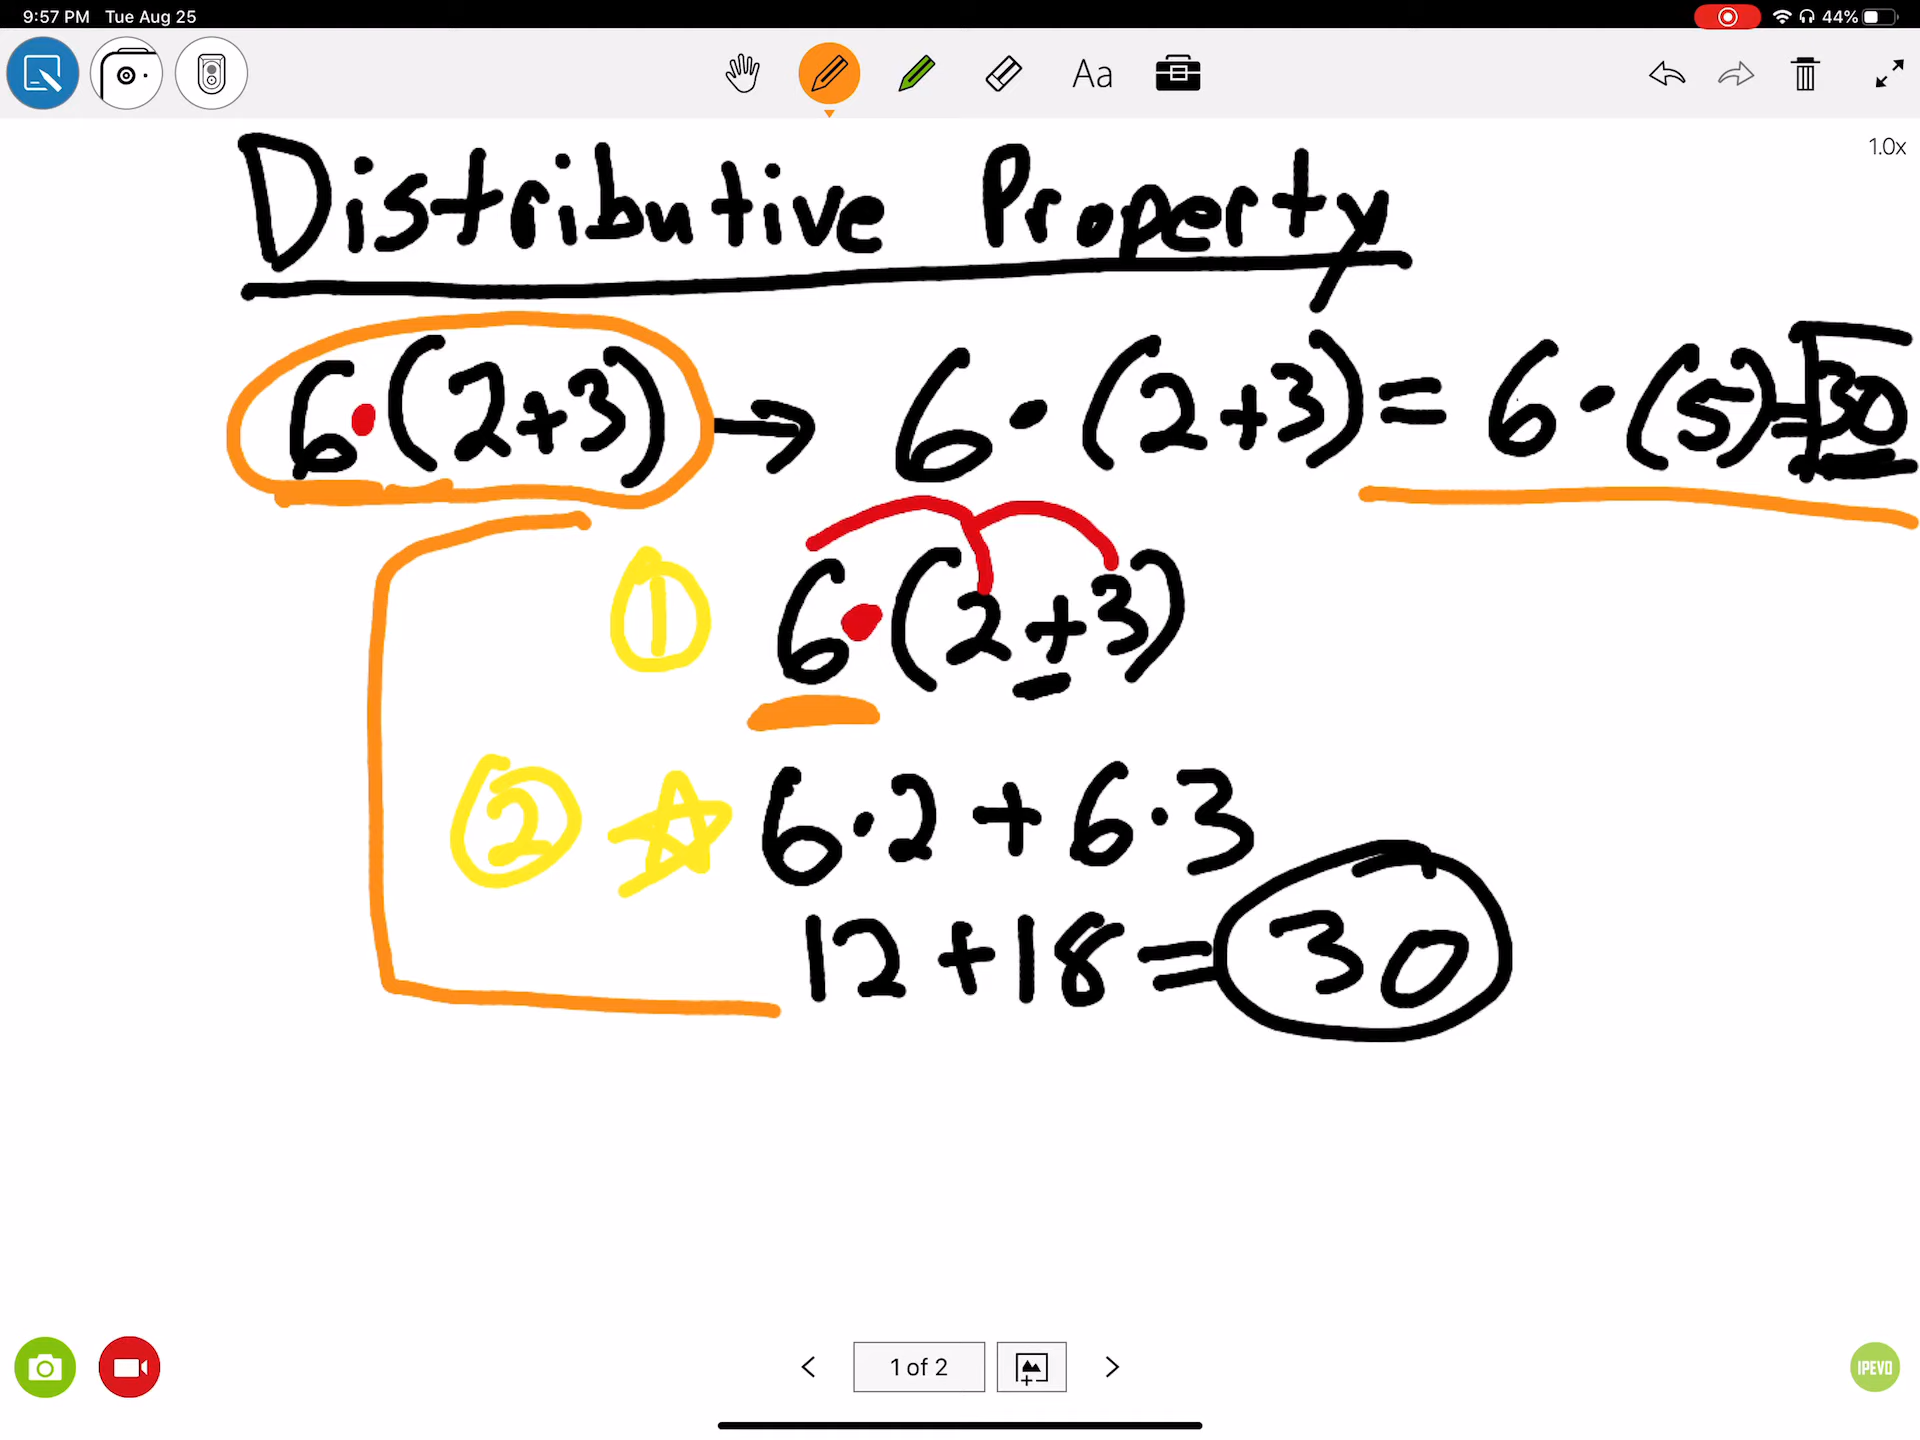 9:57 PM Tue Aug 25 44%
Aa
1.0x
Distributive Property
6•(2+3) → 6•(2+3) = 6•(5) = 30
① 6•(2+3)
② 6•2 + 6•3
12 + 18 = 30
1 of 2
IPEVO